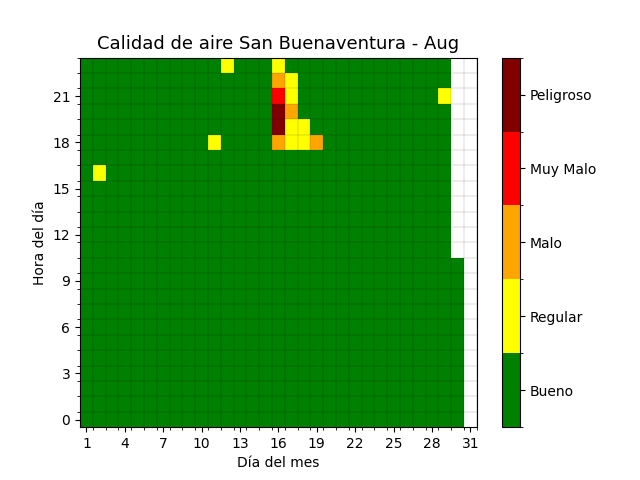 Calidad de aire San Buenaventura - Aug
Hora del día
21
18
15
12
9
6
3
0
1 4 7 10 13 16 19 22 25 28 31
Día del mes
Peligroso
Muy Malo
Malo
Regular
Bueno